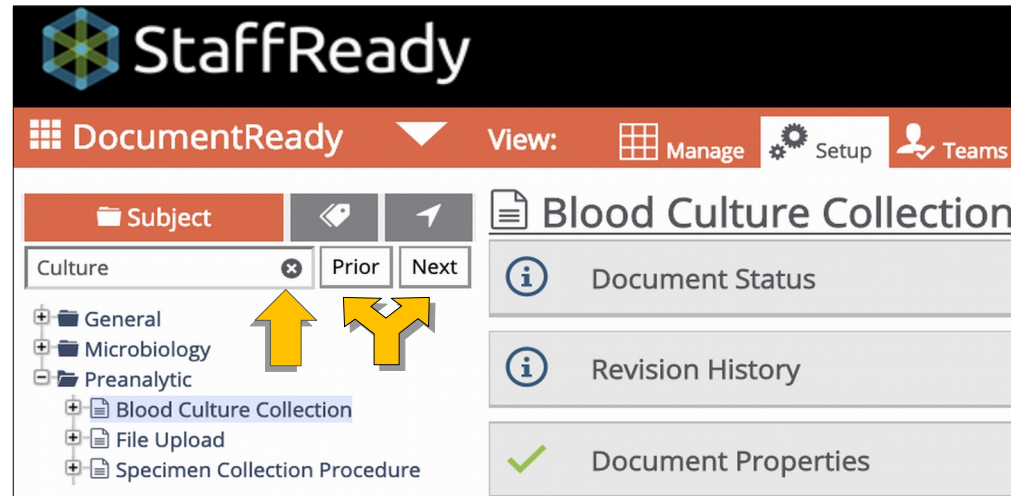 StaffReady
DocumentReady View: Manage Setup Teams
Subject
Culture Prior Next
General
Microbiology
Preanalytic
Blood Culture Collection
File Upload
Specimen Collection Procedure
Blood Culture Collection
Document Status
Revision History
Document Properties